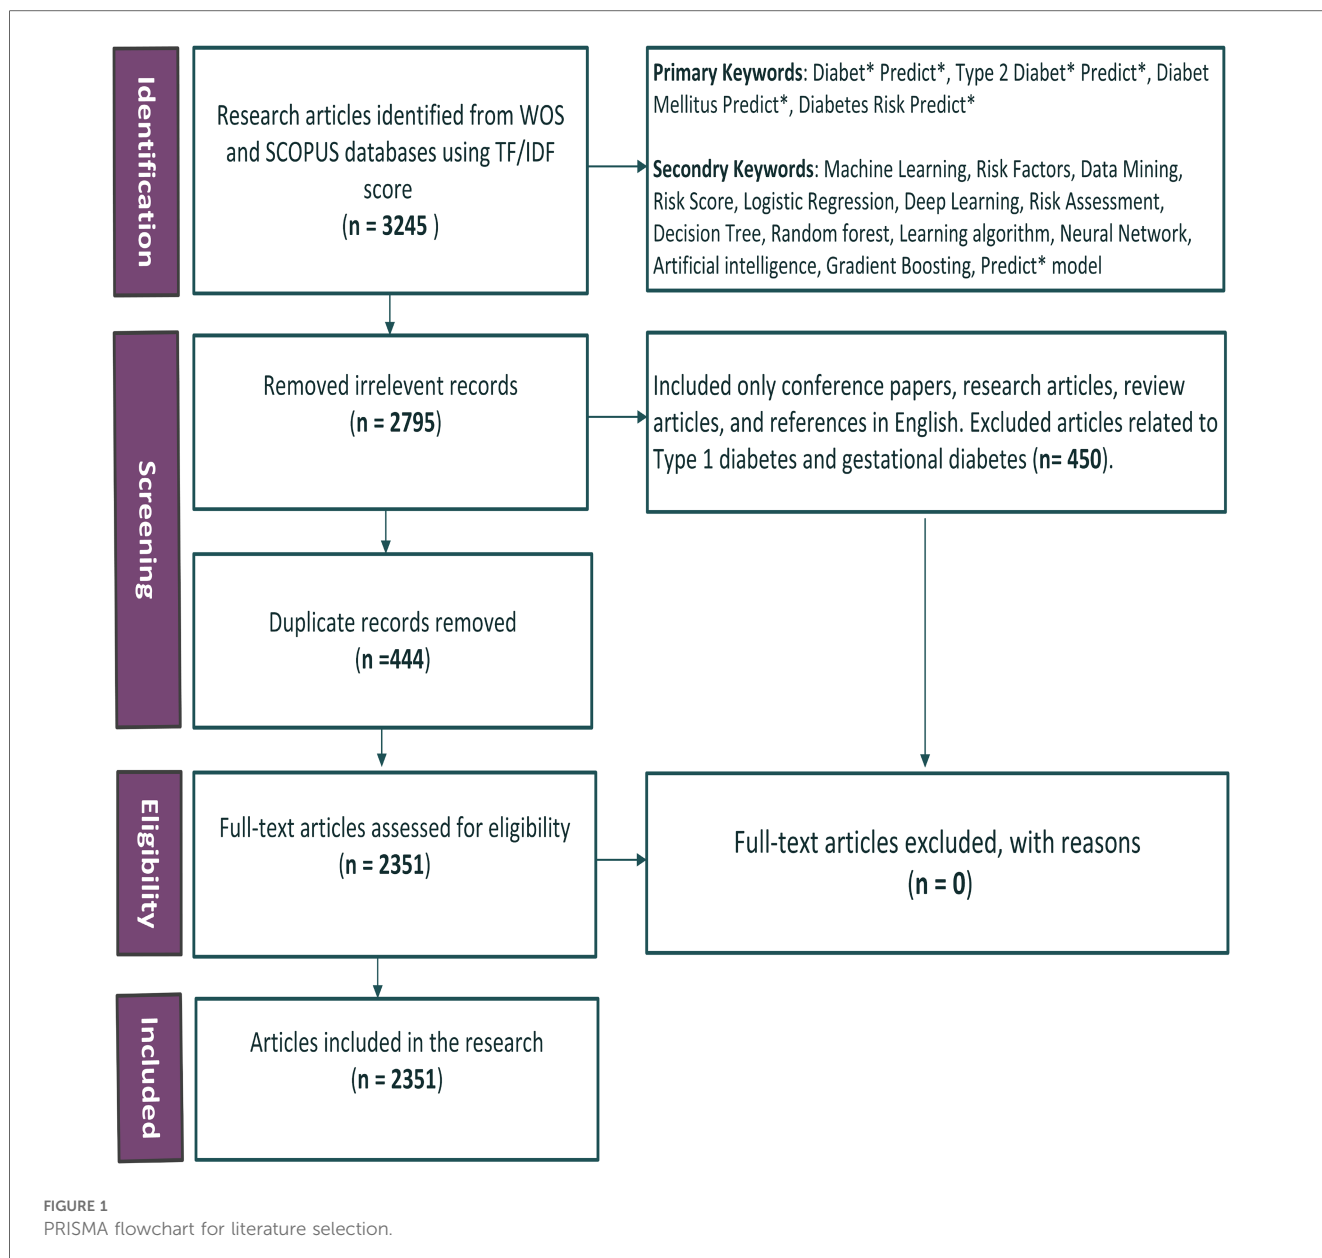 Identification
Research articles identified from WOS
and SCOPUS databases using TF/IDF
score
(n = 3245 )
Primary Keywords: Diabet* Predict*, Type 2 Diabet* Predict*, Diabet
Mellitus Predict*, Diabetes Risk Predict*
Secondry Keywords: Machine Learning, Risk Factors, Data Mining,
Risk Score, Logistic Regression, Deep Learning, Risk Assessment,
Decision Tree, Random forest, Learning algorithm, Neural Network,
Artificial intelligence, Gradient Boosting, Predict* model
Screening
Removed irrelevent records
(n = 2795)
Included only conference papers, research articles, review
articles, and references in English. Excluded articles related to
Type 1 diabetes and gestational diabetes (n= 450).
Duplicate records removed
(n =444)
Eligibility
Full-text articles assessed for eligibility
(n = 2351)
Full-text articles excluded, with reasons
(n = 0)
Included
Articles included in the research
(n = 2351)
FIGURE 1
PRISMA flowchart for literature selection.